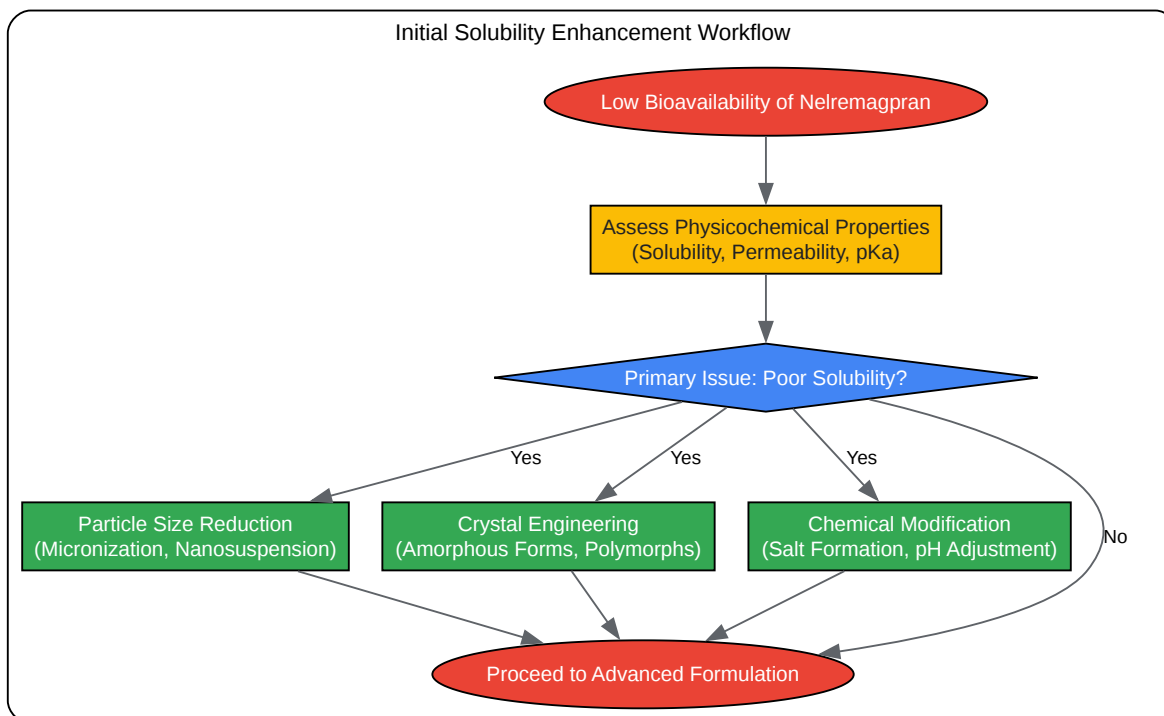 Initial Solubility Enhancement Workflow
Low Bioavailability of Nelremagpran
Assess Physicochemical Properties
(Solubility, Permeability, pKa)
Primary Issue: Poor Solubility?
Yes
Yes
Yes
No
Particle Size Reduction
(Micronization, Nanosuspension)
Crystal Engineering
(Amorphous Forms, Polymorphs)
Chemical Modification
(Salt Formation, pH Adjustment)
Proceed to Advanced Formulation